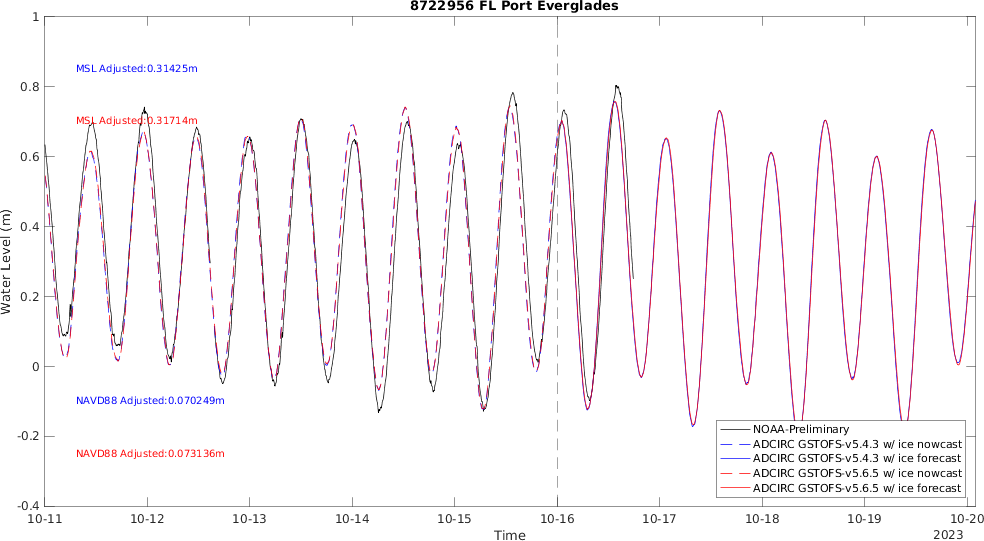 8722956 FL Port Everglades
1
0.8
0.6
0.4
0.2
0
-0.2
-0.4
Water Level (m)
MSL Adjusted:0.31425m
MSL Adjusted:0.31714m
NAVD88 Adjusted:0.070249m
NAVD88 Adjusted:0.073136m
NOAA-Preliminary
ADCIRC GSTOFS-v5.4.3 w/ ice nowcast
ADCIRC GSTOFS-v5.4.3 w/ ice forecast
ADCIRC GSTOFS-v5.6.5 w/ ice nowcast
ADCIRC GSTOFS-v5.6.5 w/ ice forecast
10-11 10-12 10-13 10-14 10-15 10-16 10-17 10-18 10-19 10-20
Time
2023